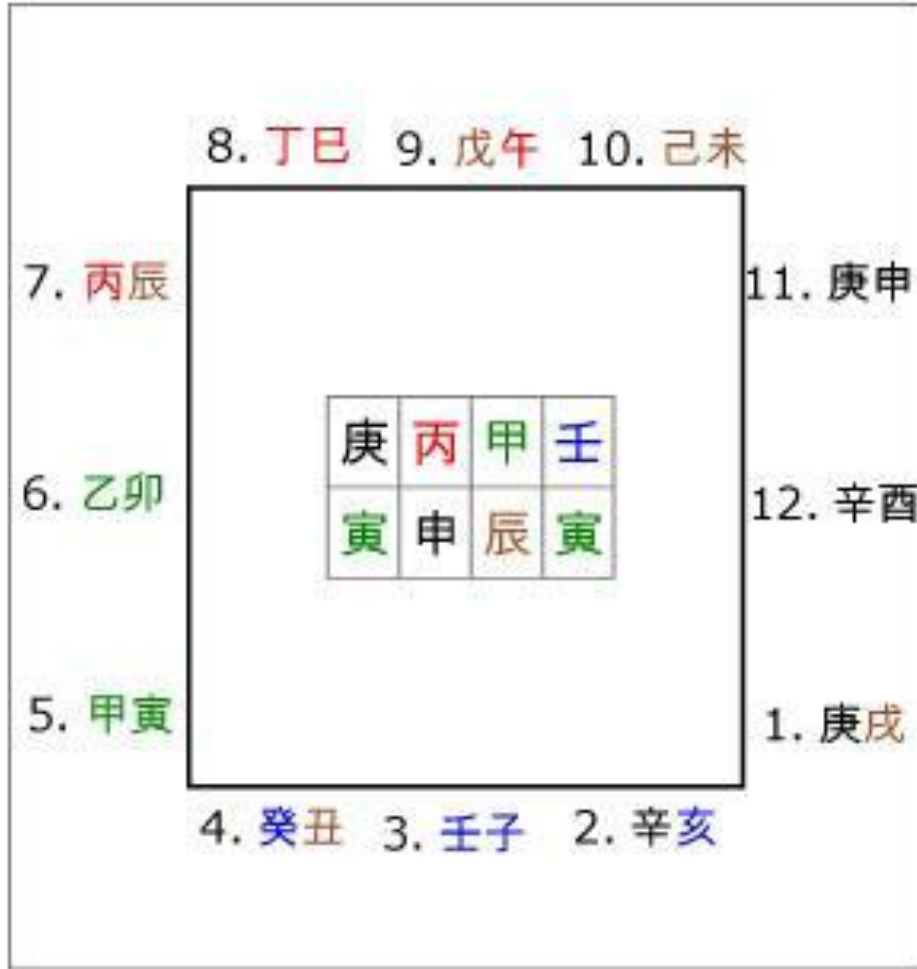 8. 丁巳 9. 戊午 10. 己未
7. 丙辰
11. 庚申
庚丙甲壬
6. 乙卯
12. 辛酉
寅申辰寅
5. 甲寅
1. 庚戌
4. 癸丑 3. 壬子 2. 辛亥